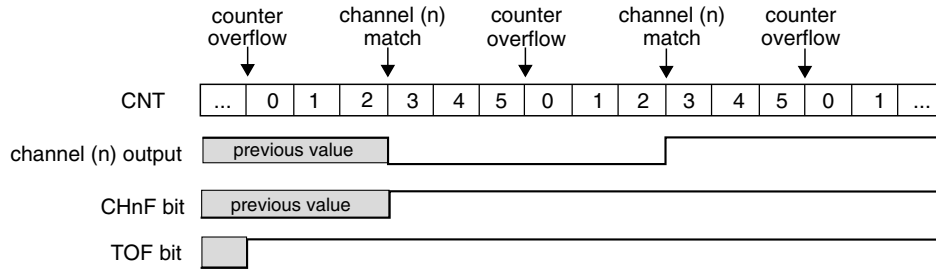 counter
overflow
channel (n)
match
counter
overflow
channel (n)
match
counter
overflow
CNT ... 0 1 2 3 4 5 0 1 2 3 4 5 0 1 ...
channel (n) output previous value
CHnF bit previous value
TOF bit